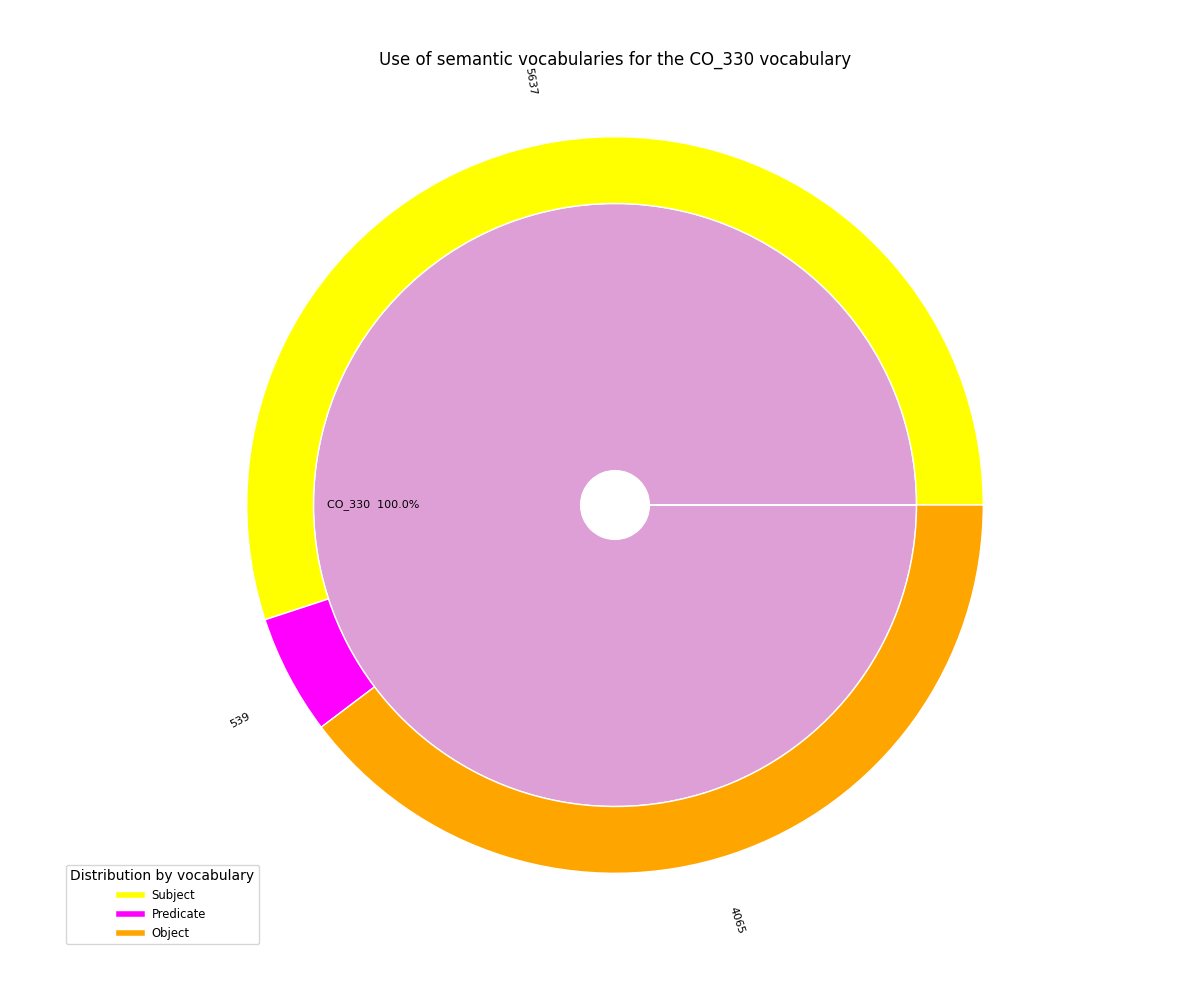 Use of semantic vocabularies for the CO_330 vocabulary
5637
CO_330 100.0%
539
4065
Distribution by vocabulary
Subject
Predicate
Object